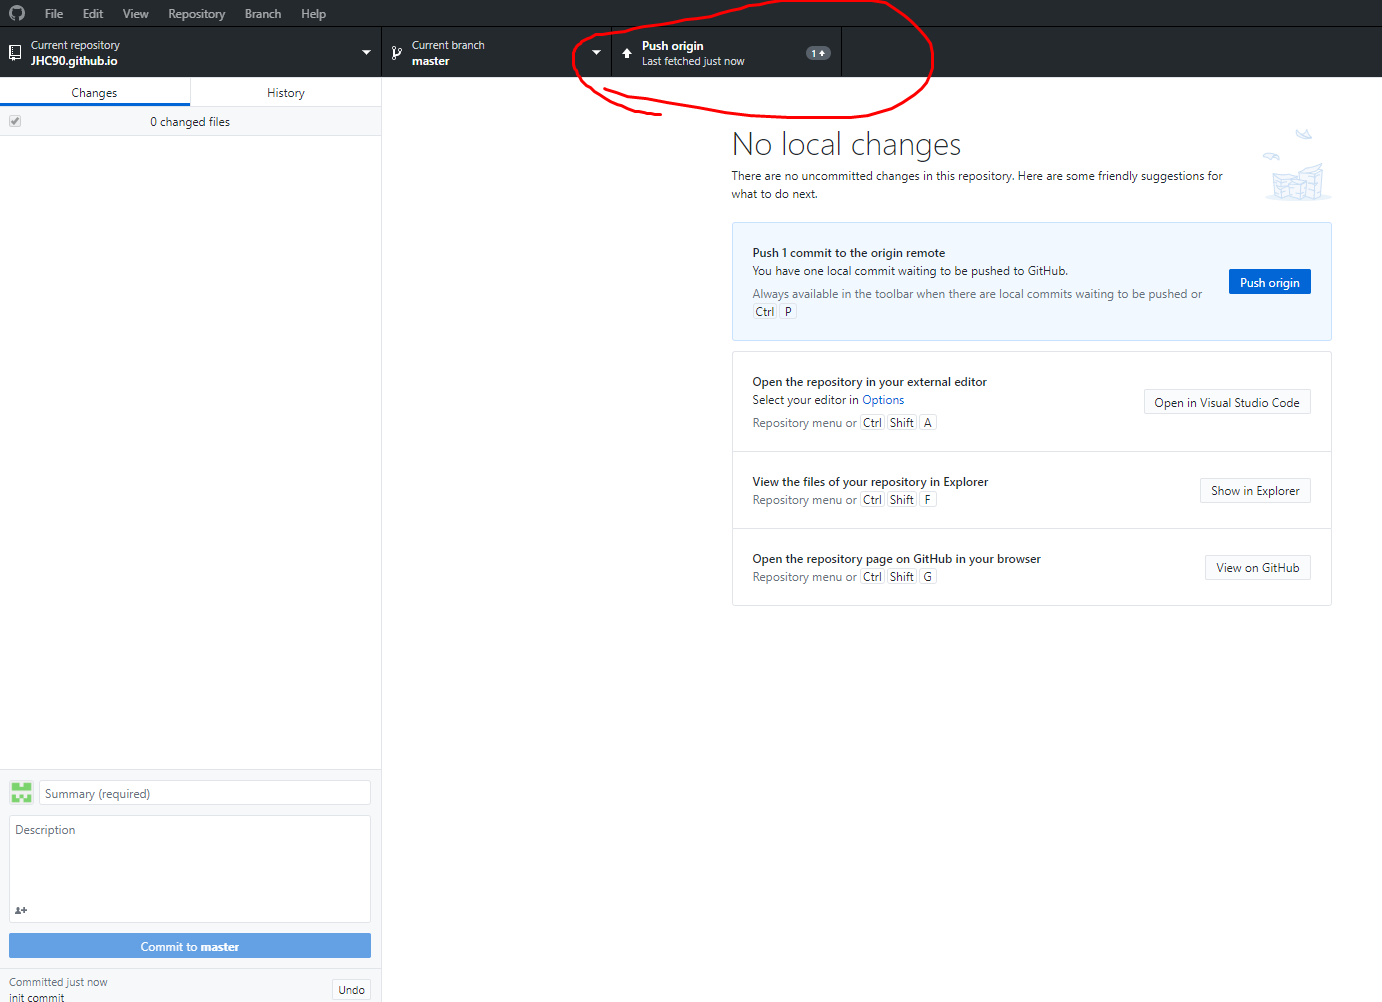 File Edit View Repository Branch Help
Current repository
JHC90.github.io
Current branch
master
Push origin
Last fetched just now
1
Changes History
0 changed files
No local changes
There are no uncommitted changes in this repository. Here are some friendly suggestions for
what to do next.
Push 1 commit to the origin remote
You have one local commit waiting to be pushed to GitHub.
Always available in the toolbar when there are local commits waiting to be pushed or
Ctrl P
Push origin
Open the repository in your external editor
Select your editor in Options
Repository menu or Ctrl Shift A
Open in Visual Studio Code
View the files of your repository in Explorer
Repository menu or Ctrl Shift F
Show in Explorer
Open the repository page on GitHub in your browser
Repository menu or Ctrl Shift G
View on GitHub
Summary (required)
Description
Commit to master
Committed just now
init commit
Undo